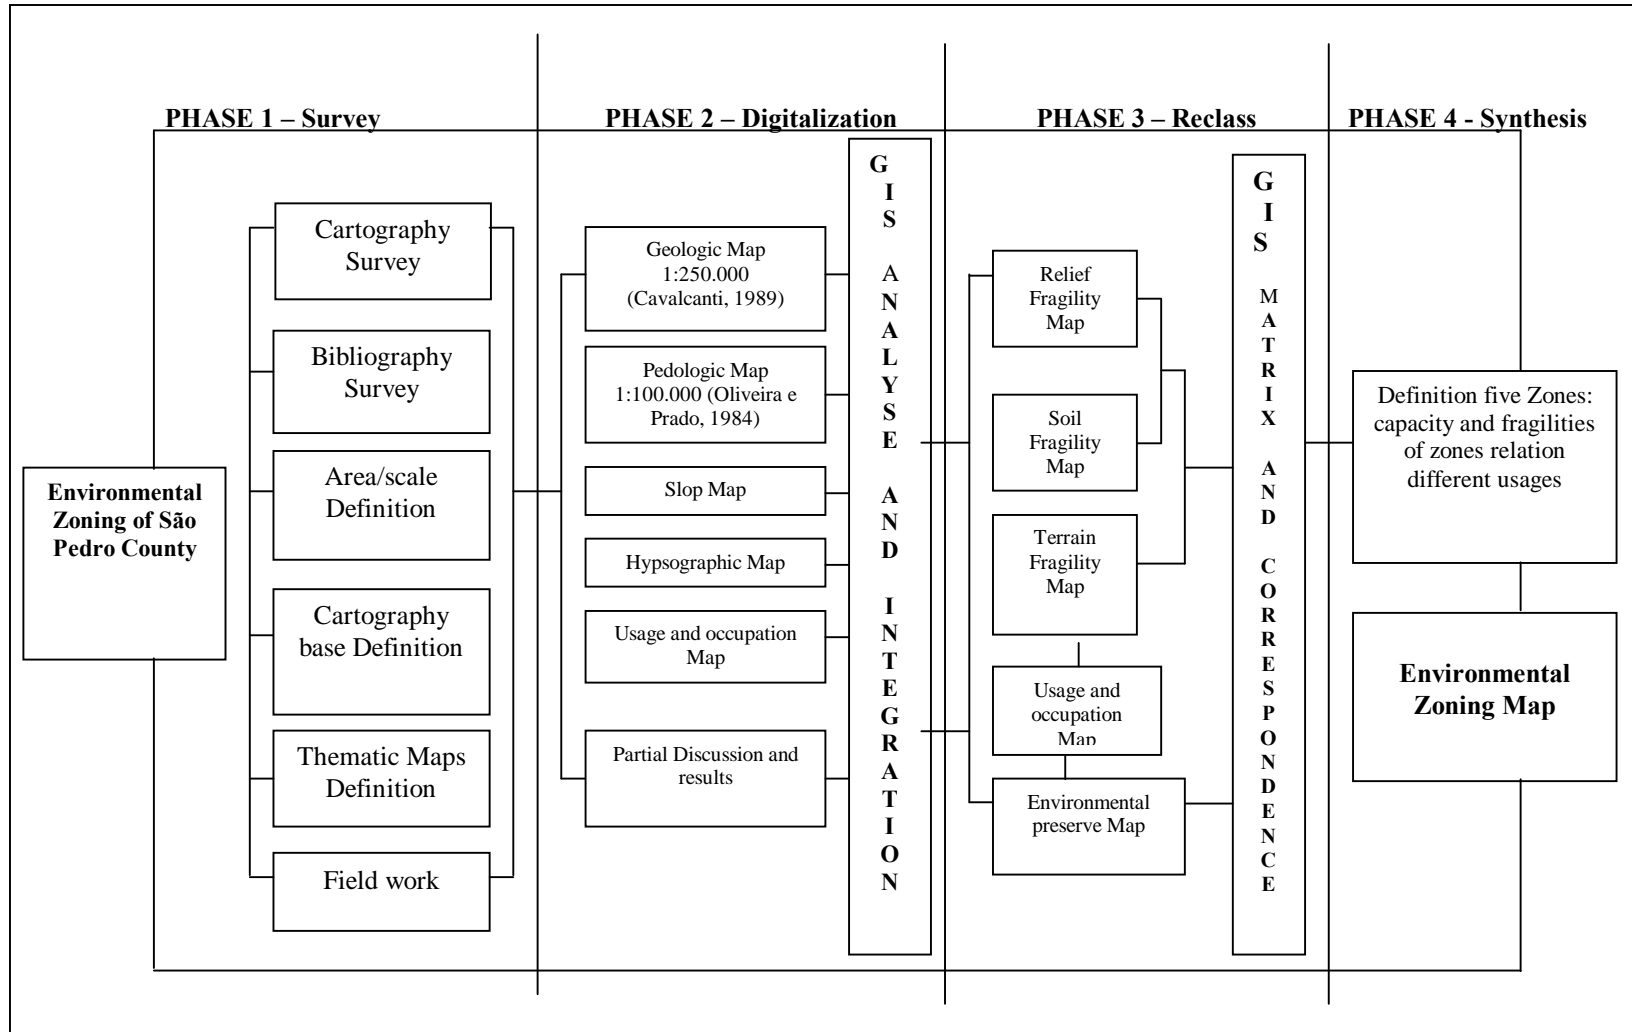 PHASE 1 – Survey
PHASE 2 – Digitalization
PHASE 3 – Reclass
PHASE 4 - Synthesis
Environmental
Zoning of São
Pedro County
Cartography
Survey
Bibliography
Survey
Area/scale
Definition
Cartography
base Definition
Thematic Maps
Definition
Field work
Geologic Map
1:250.000
(Cavalcanti, 1989)
Pedologic Map
1:100.000 (Oliveira e
Prado, 1984)
Slop Map
Hypsographic Map
Usage and occupation
Map
Partial Discussion and
results
GIS ANALYSE AND INTEGRATION
Relief
Fragility
Map
Soil
Fragility
Map
Terrain
Fragility
Map
Usage and
occupation
Map
Environmental
preserve Map
GIS MATRIX AND CORRESPONDENCE
Definition five Zones:
capacity and fragilities
of zones relation
different usages
Environmental
Zoning Map